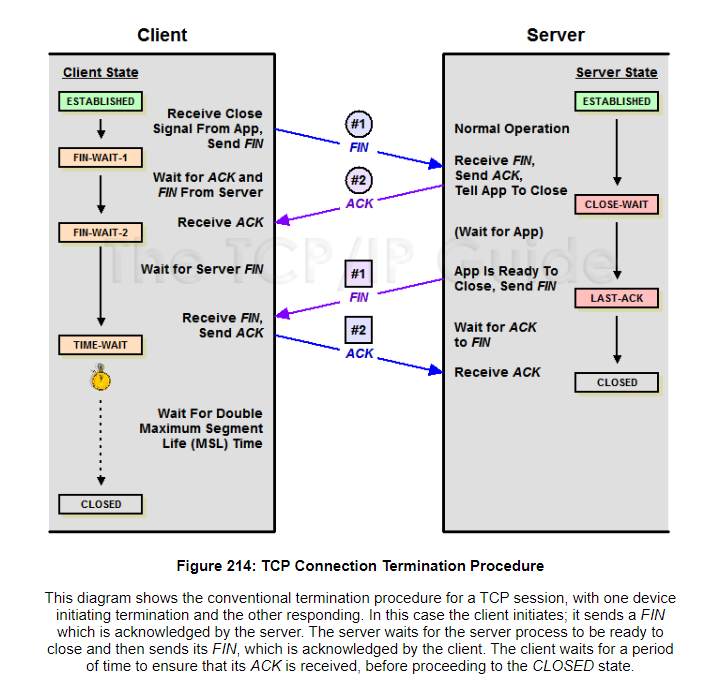 Client
Server
Client State
Server State
ESTABLISHED
ESTABLISHED
Receive Close
Signal From App,
Send FIN
#1
FIN
Normal Operation
FIN-WAIT-1
Receive FIN,
Send ACK,
Tell App To Close
Wait for ACK and
FIN From Server
#2
ACK
CLOSE-WAIT
Receive ACK
FIN-WAIT-2
(Wait for App)
The TCP/IP Guide
Wait for Server FIN
#1
FIN
App Is Ready To
Close, Send FIN
LAST-ACK
Receive FIN,
Send ACK
#2
ACK
Wait for ACK
to FIN
TIME-WAIT
Receive ACK
CLOSED
Wait For Double
Maximum Segment
Life (MSL) Time
CLOSED
Figure 214: TCP Connection Termination Procedure
This diagram shows the conventional termination procedure for a TCP session, with one device
initiating termination and the other responding. In this case the client initiates; it sends a FIN
which is acknowledged by the server. The server waits for the server process to be ready to
close and then sends its FIN, which is acknowledged by the client. The client waits for a period
of time to ensure that its ACK is received, before proceeding to the CLOSED state.